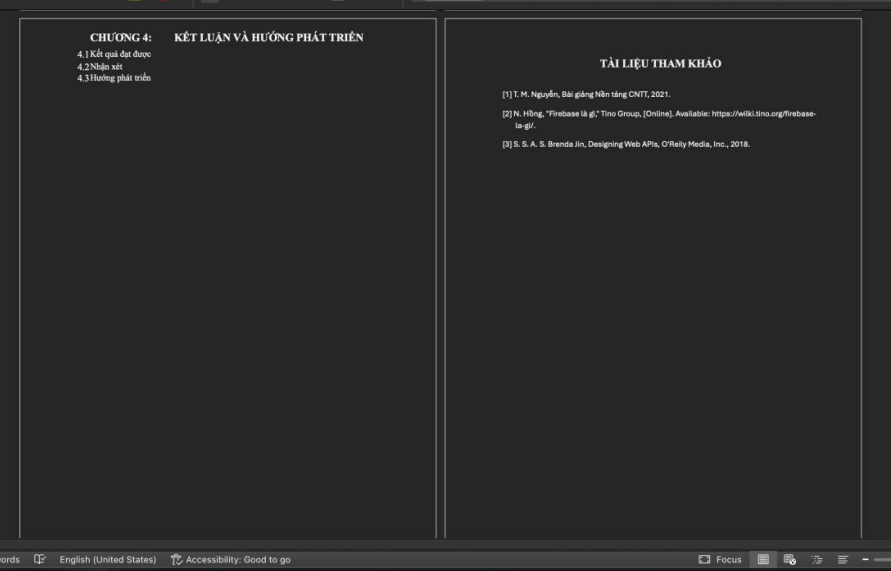 CHƯƠNG 4: KẾT LUẬN VÀ HƯỚNG PHÁT TRIỂN
4.1 Kết quả đạt được
4.2 Nhận xét
4.3 Hướng phát triển
TÀI LIỆU THAM KHẢO
[1] T. M. Nguyễn, Bài giảng Nền tảng CNTT, 2021.
[2] N. Hồng, "Firebase là gì," Tino Group, [Online]. Available: https://wilki.tino.org/firebase-
la-gi/.
[3] S. S. A. S. Brenda Jin, Designing Web APIs, O'Reily Media, Inc., 2018.
English (United States)
Accessibility: Good to go
Focus